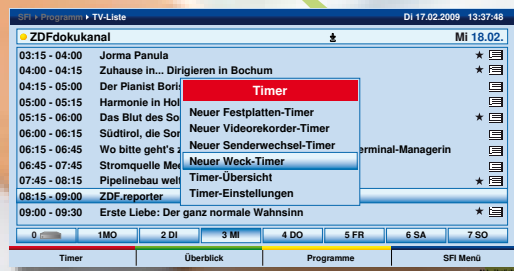 SFI Programm TV-Liste Di 17.02.2009 13:37:48
ZDFdokukanal Mi 18.02.
03:15 - 04:00 Jorma Panula
04:00 - 04:15 Zuhause in... Dirigieren in Bochum
04:15 - 05:00 Der Pianist Boris
05:00 - 05:15 Harmonie in Hol
05:15 - 06:00 Das Blut des So
06:00 - 06:15 Südtirol, die Sor
06:15 - 06:45 Wo bitte geht's z erminal-Managerin
06:45 - 07:45 Stromquelle Mee
07:45 - 08:15 Pipelinebau welt
08:15 - 09:00 ZDF.reporter
09:00 - 09:30 Erste Liebe: Der ganz normale Wahnsinn
Timer
Neuer Festplatten-Timer
Neuer Videorekorder-Timer
Neuer Senderwechsel-Timer
Neuer Weck-Timer
Timer-Übersicht
Timer-Einstellungen
0 1MO 2 DI 3 MI 4 DO 5 FR 6 SA 7 SO
Timer Überblick Programme SFI Menü